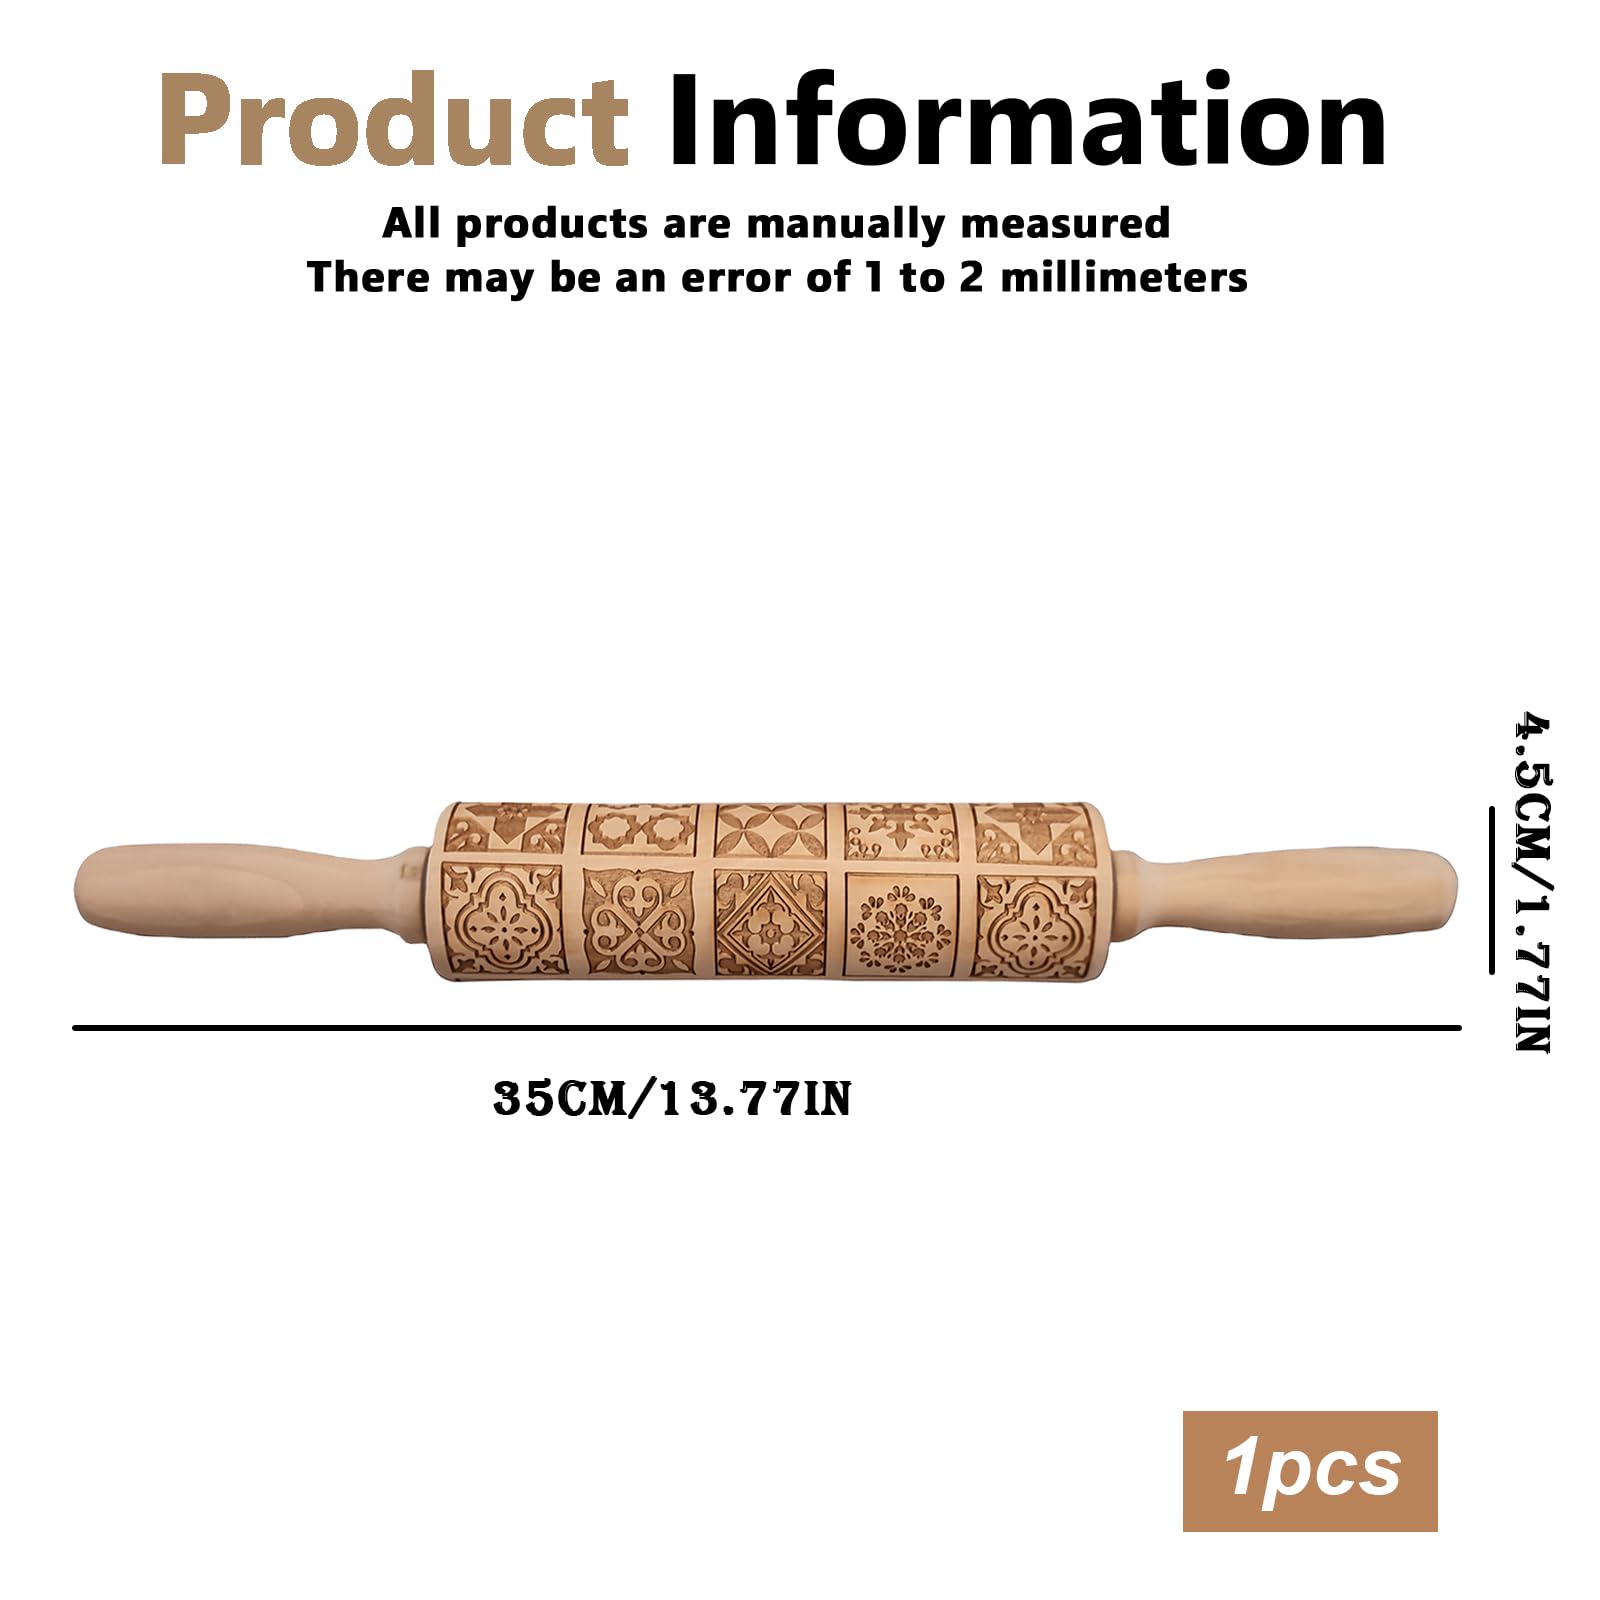 Product Information
All products are manually measured
There may be an error of 1 to 2 millimeters
4.5CM/1.77IN
35CM/13.77IN
1pcs